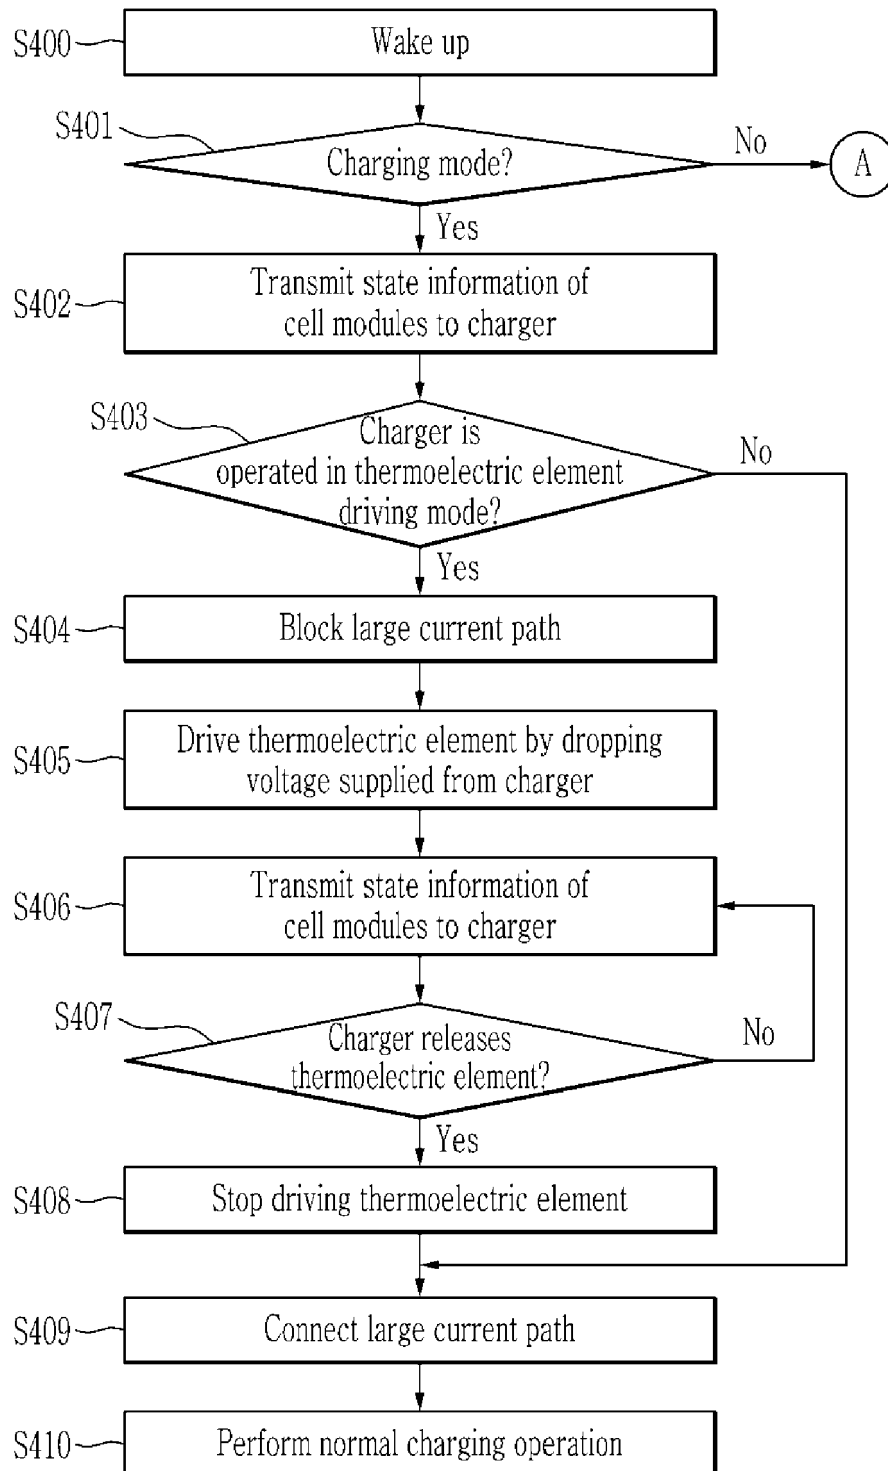 S400
Wake up
S401
Charging mode?
No
A
Yes
S402
Transmit state information of
cell modules to charger
S403
Charger is
operated in thermoelectric element
driving mode?
No
Yes
S404
Block large current path
S405
Drive thermoelectric element by dropping
voltage supplied from charger
S406
Transmit state information of
cell modules to charger
S407
Charger releases
thermoelectric element?
No
Yes
S408
Stop driving thermoelectric element
S409
Connect large current path
S410
Perform normal charging operation